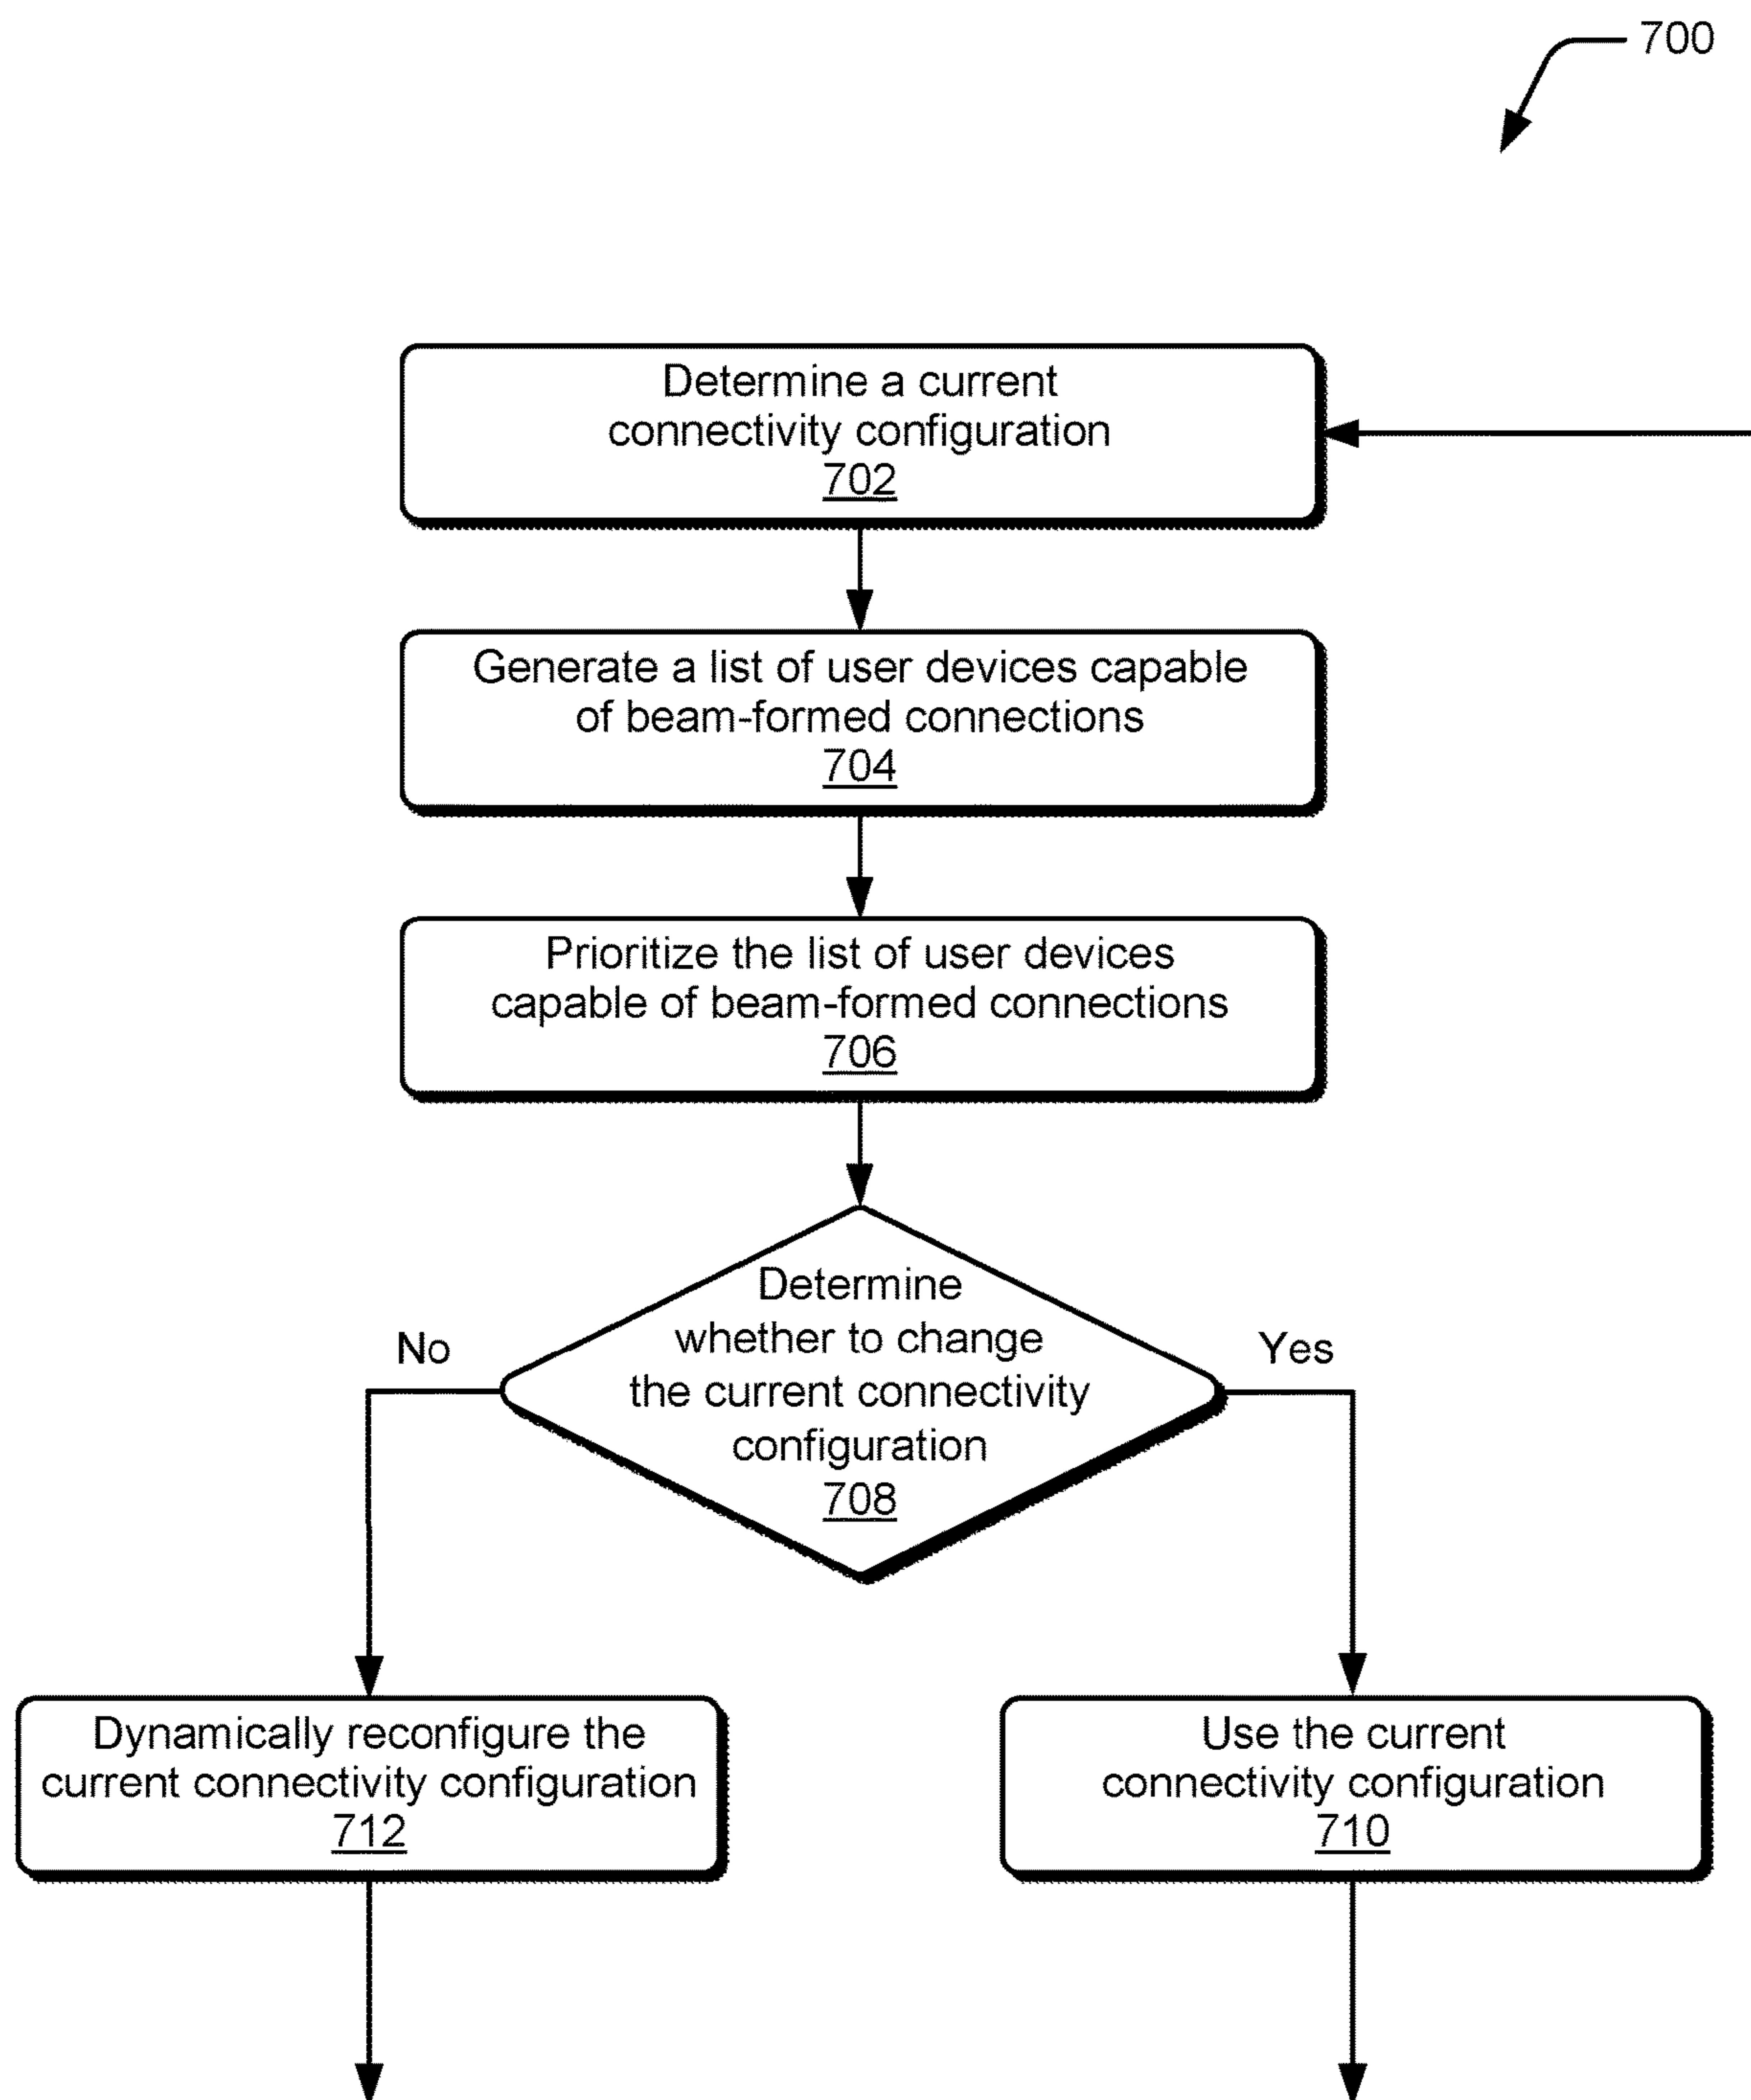 700
Determine a current
connectivity configuration
702
Generate a list of user devices capable
of beam-formed connections
704
Prioritize the list of user devices
capable of beam-formed connections
706
Determine
whether to change
the current connectivity
configuration
708
No
Yes
Dynamically reconfigure the
current connectivity configuration
712
Use the current
connectivity configuration
710